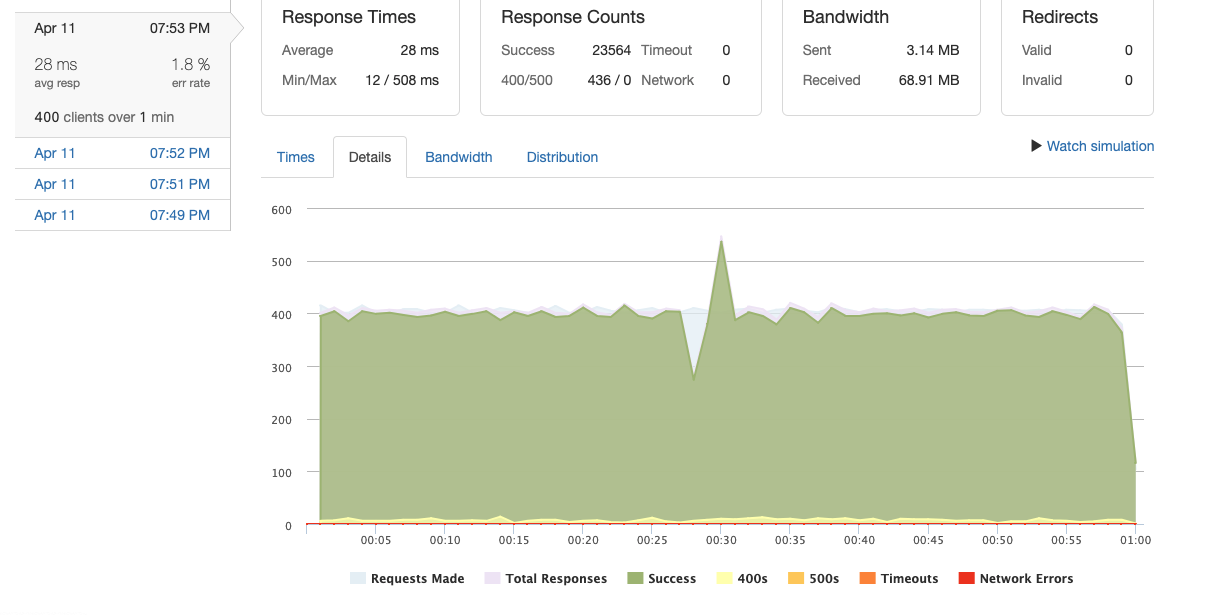 Apr 11 07:53 PM
28 ms 1.8 %
avg resp err rate
400 clients over 1 min
Apr 11 07:52 PM
Apr 11 07:51 PM
Apr 11 07:49 PM
Response Times
Average 28 ms
Min/Max 12 / 508 ms
Response Counts
Success 23564 Timeout 0
400/500 436 / 0 Network 0
Bandwidth
Sent 3.14 MB
Received 68.91 MB
Redirects
Valid 0
Invalid 0
Times Details Bandwidth Distribution
Watch simulation
600
500
400
300
200
100
0
00:05 00:10 00:15 00:20 00:25 00:30 00:35 00:40 00:45 00:50 00:55 01:00
Requests Made Total Responses Success 400s 500s Timeouts Network Errors